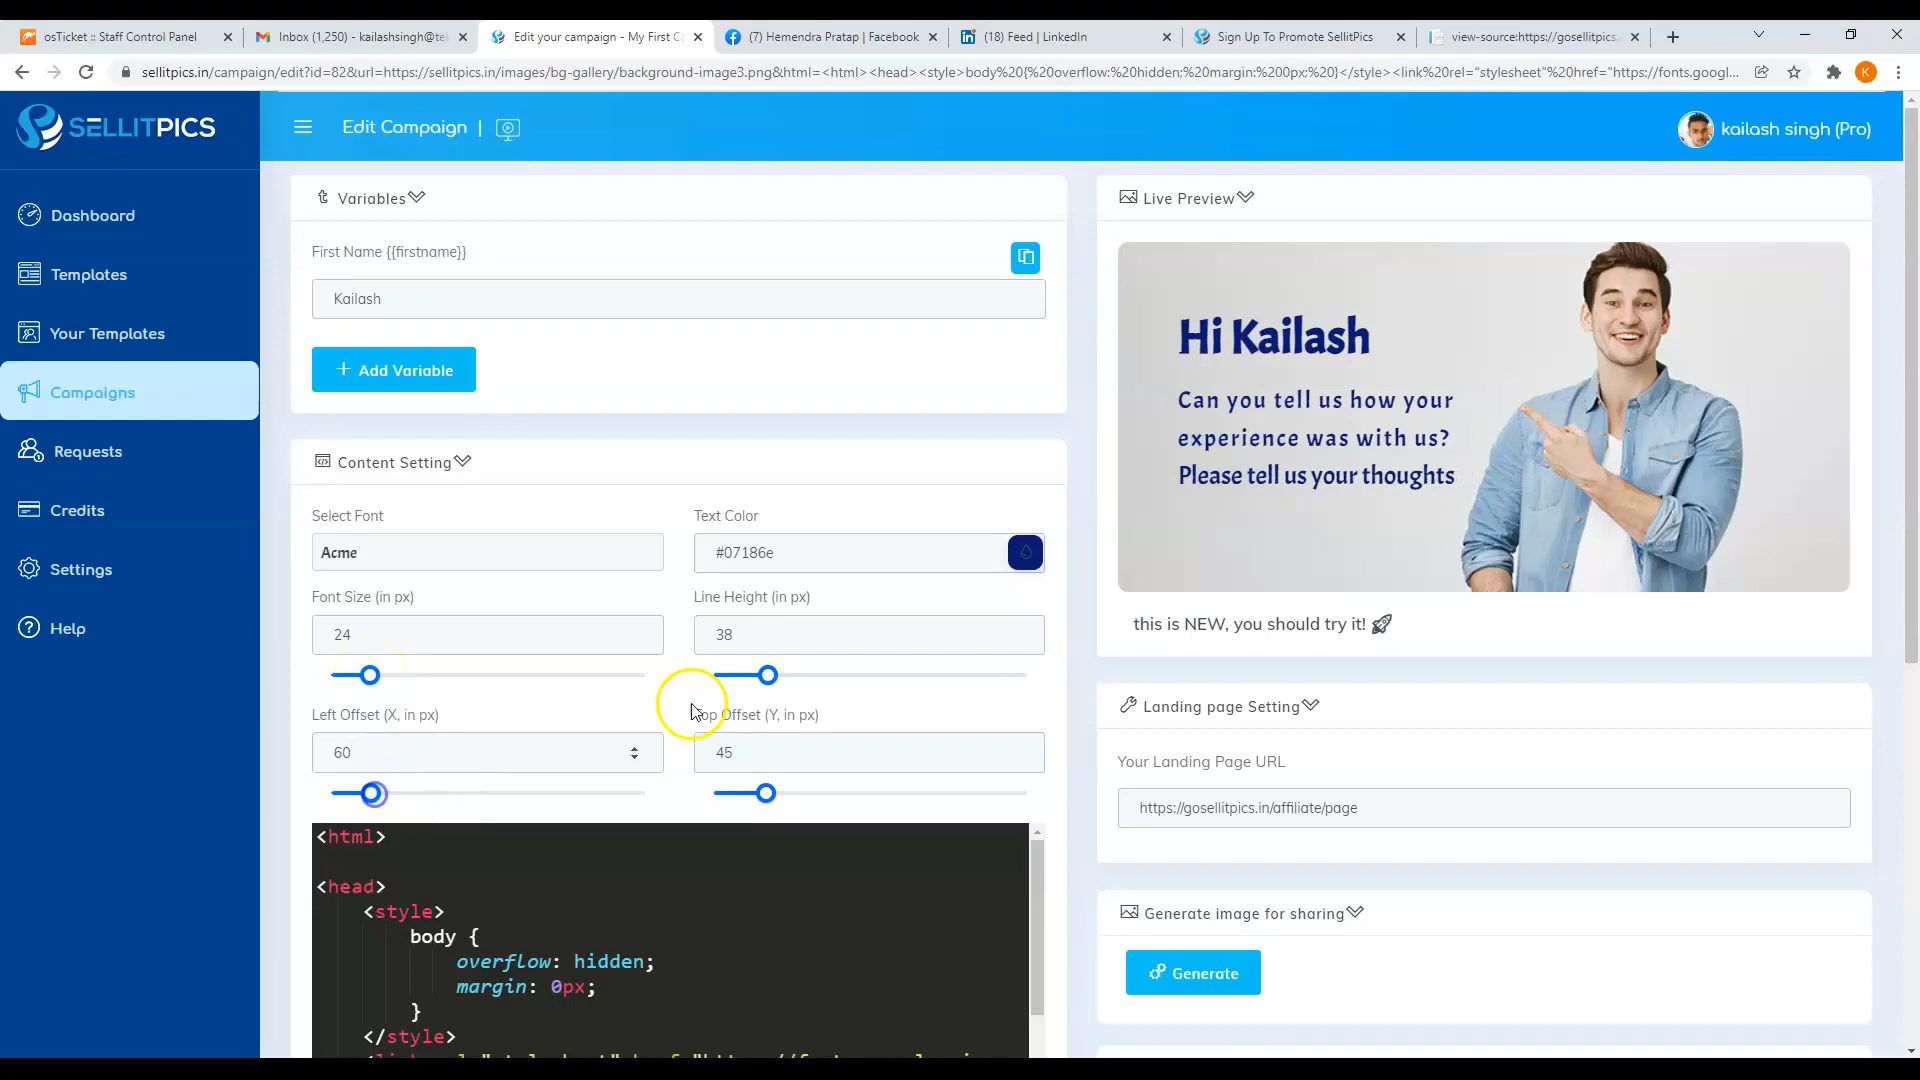 osTicket :: Staff Control Panel
Inbox (1,250) - kailashsingh@te
Edit your campaign - My First C
(7) Hemendra Pratap | Facebook
(18) Feed | LinkedIn
Sign Up To Promote SellitPics
view-source:https://gosellitpics.
sellitpics.in/campaign/edit?id=82&url=https://sellitpics.in/images/bg-gallery/background-image3.png&html=<html><head><style>body%20{%20overflow:%20hidden;%20margin:%200px;%20}</style><link%20rel="stylesheet"%20href="https://fonts.googl...
K
SELLITPICS
Edit Campaign |
kailash singh (Pro)
Dashboard
Templates
Your Templates
Campaigns
Requests
Credits
Settings
Help
Variables
First Name {{firstname}}
Kailash
+ Add Variable
Content Setting
Select Font
Text Color
Acme
#07186e
Font Size (in px)
Line Height (in px)
24
38
Left Offset (X, in px)
Top Offset (Y, in px)
60
45
<html>
<head>
<style>
body {
overflow: hidden;
margin: 0px;
}
</style>
Live Preview
Hi Kailash
Can you tell us how your
experience was with us?
Please tell us your thoughts
this is NEW, you should try it! 🚀
Landing page Setting
Your Landing Page URL
https://gosellitpics.in/affiliate/page
Generate image for sharing
Generate